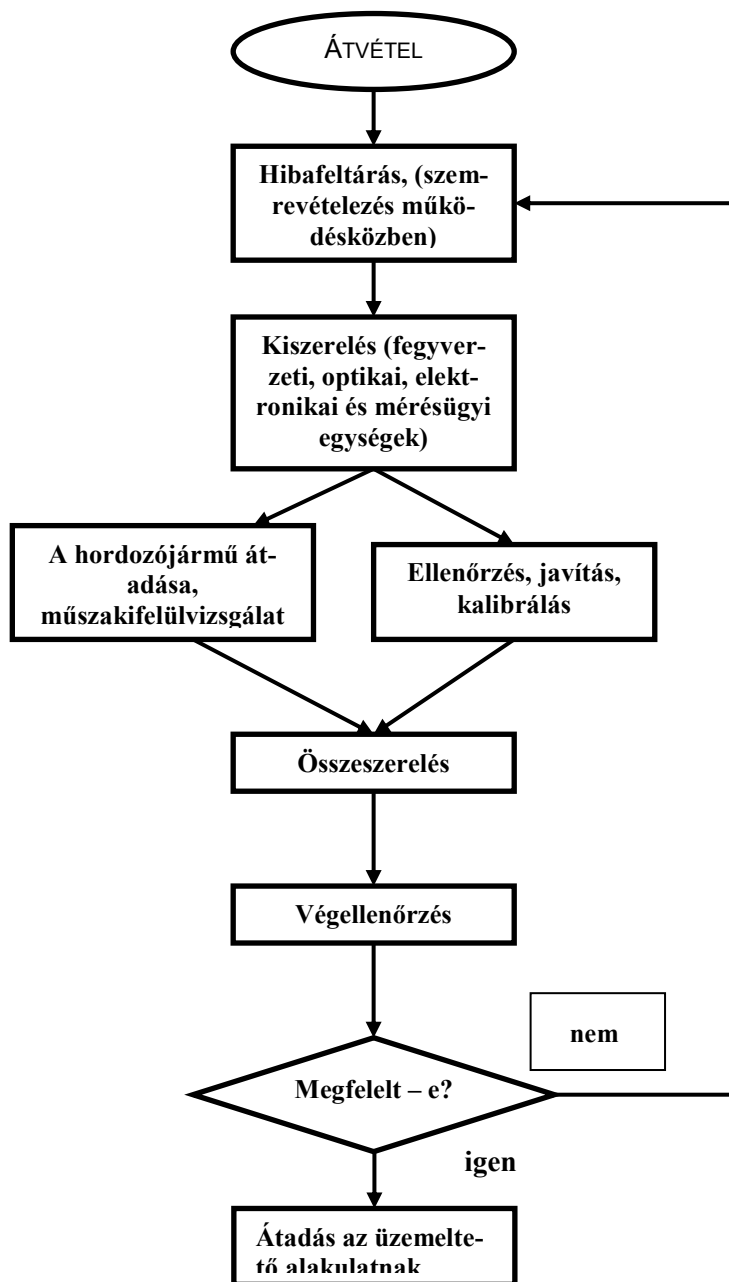 ÁTVÉTEL
Hibafeltárás, (szem-
revételezés műkö-
désközben)
Kiszerelés (fegyver-
zeti, optikai, elekt-
ronikai és mérésügyi
egységek)
A hordozójármű át-
adása,
műszakifelülvizsgálat
Ellenőrzés, javítás,
kalibrálás
Összeszerelés
Végellenőrzés
nem
Megfelelt – e?
igen
Átadás az üzemelte-
tő alakulatnak